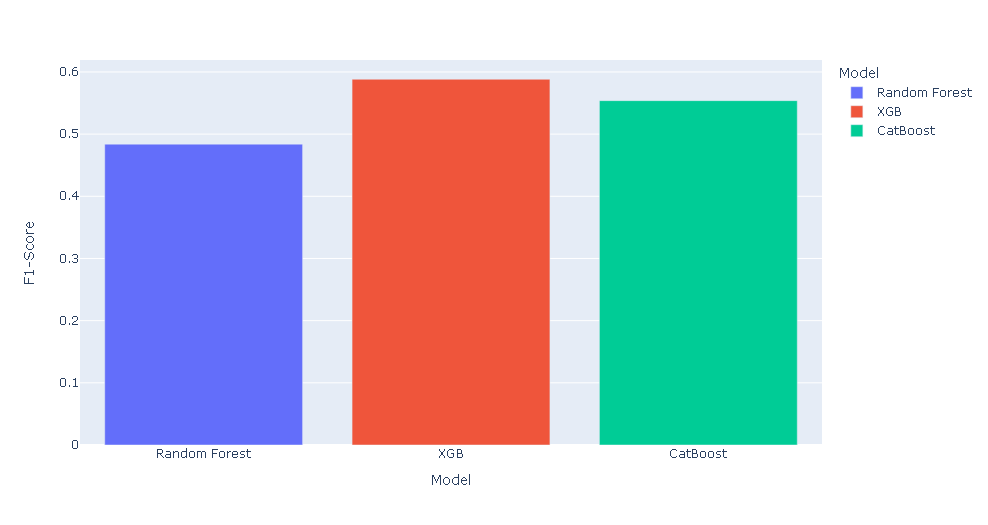 0.6
0.5
0.4
0.3
0.2
0.1
0
F1-Score
Random Forest
XGB
CatBoost
Model
Model
Random Forest
XGB
CatBoost